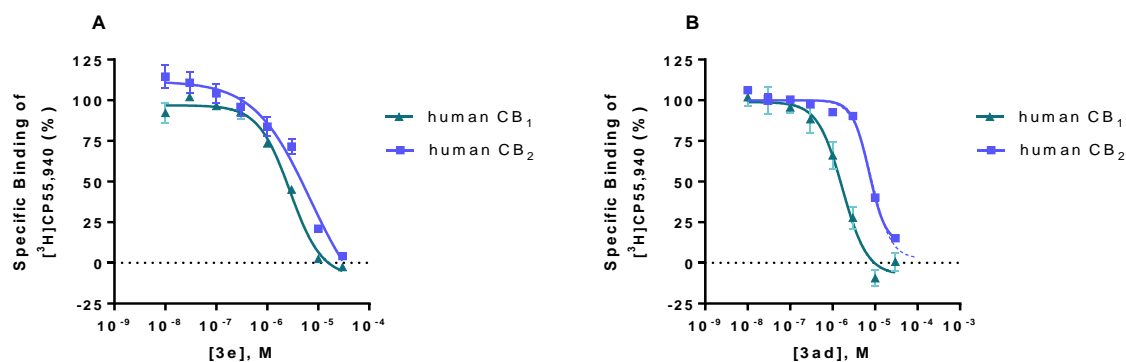 A
Specific Binding of
[³H]CP55,940 (%)
125
100
75
50
25
0
-25
10⁻⁹ 10⁻⁸ 10⁻⁷ 10⁻⁶ 10⁻⁵ 10⁻⁴
[3e], M
human CB₁
human CB₂
B
Specific Binding of
[³H]CP55,940 (%)
125
100
75
50
25
0
-25
10⁻⁹ 10⁻⁸ 10⁻⁷ 10⁻⁶ 10⁻⁵ 10⁻⁴ 10⁻³
[3ad], M
human CB₁
human CB₂